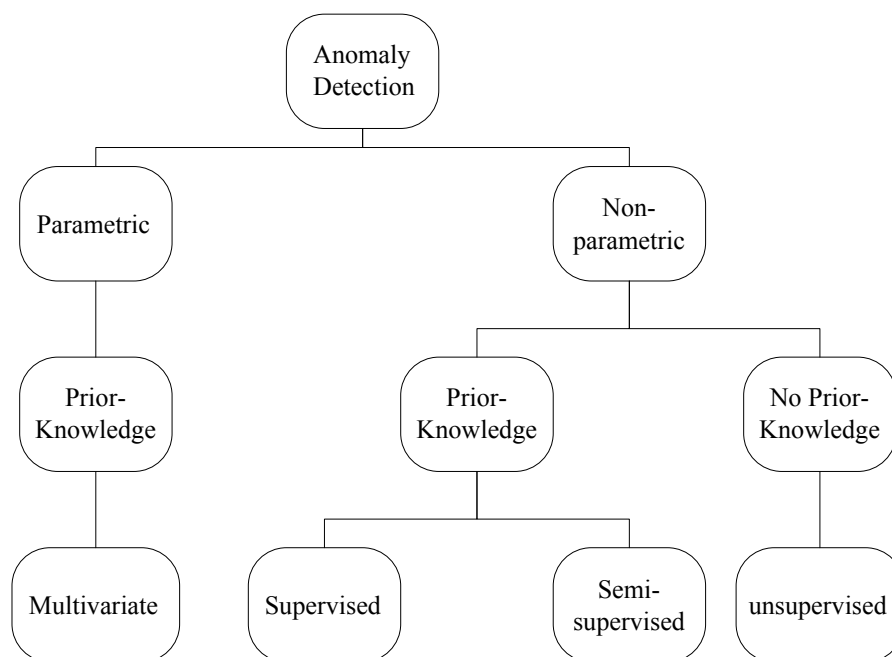 Anomaly
Detection
Parametric
Non-
parametric
Prior-
Knowledge
Prior-
Knowledge
No Prior-
Knowledge
Multivariate
Supervised
Semi-
supervised
unsupervised